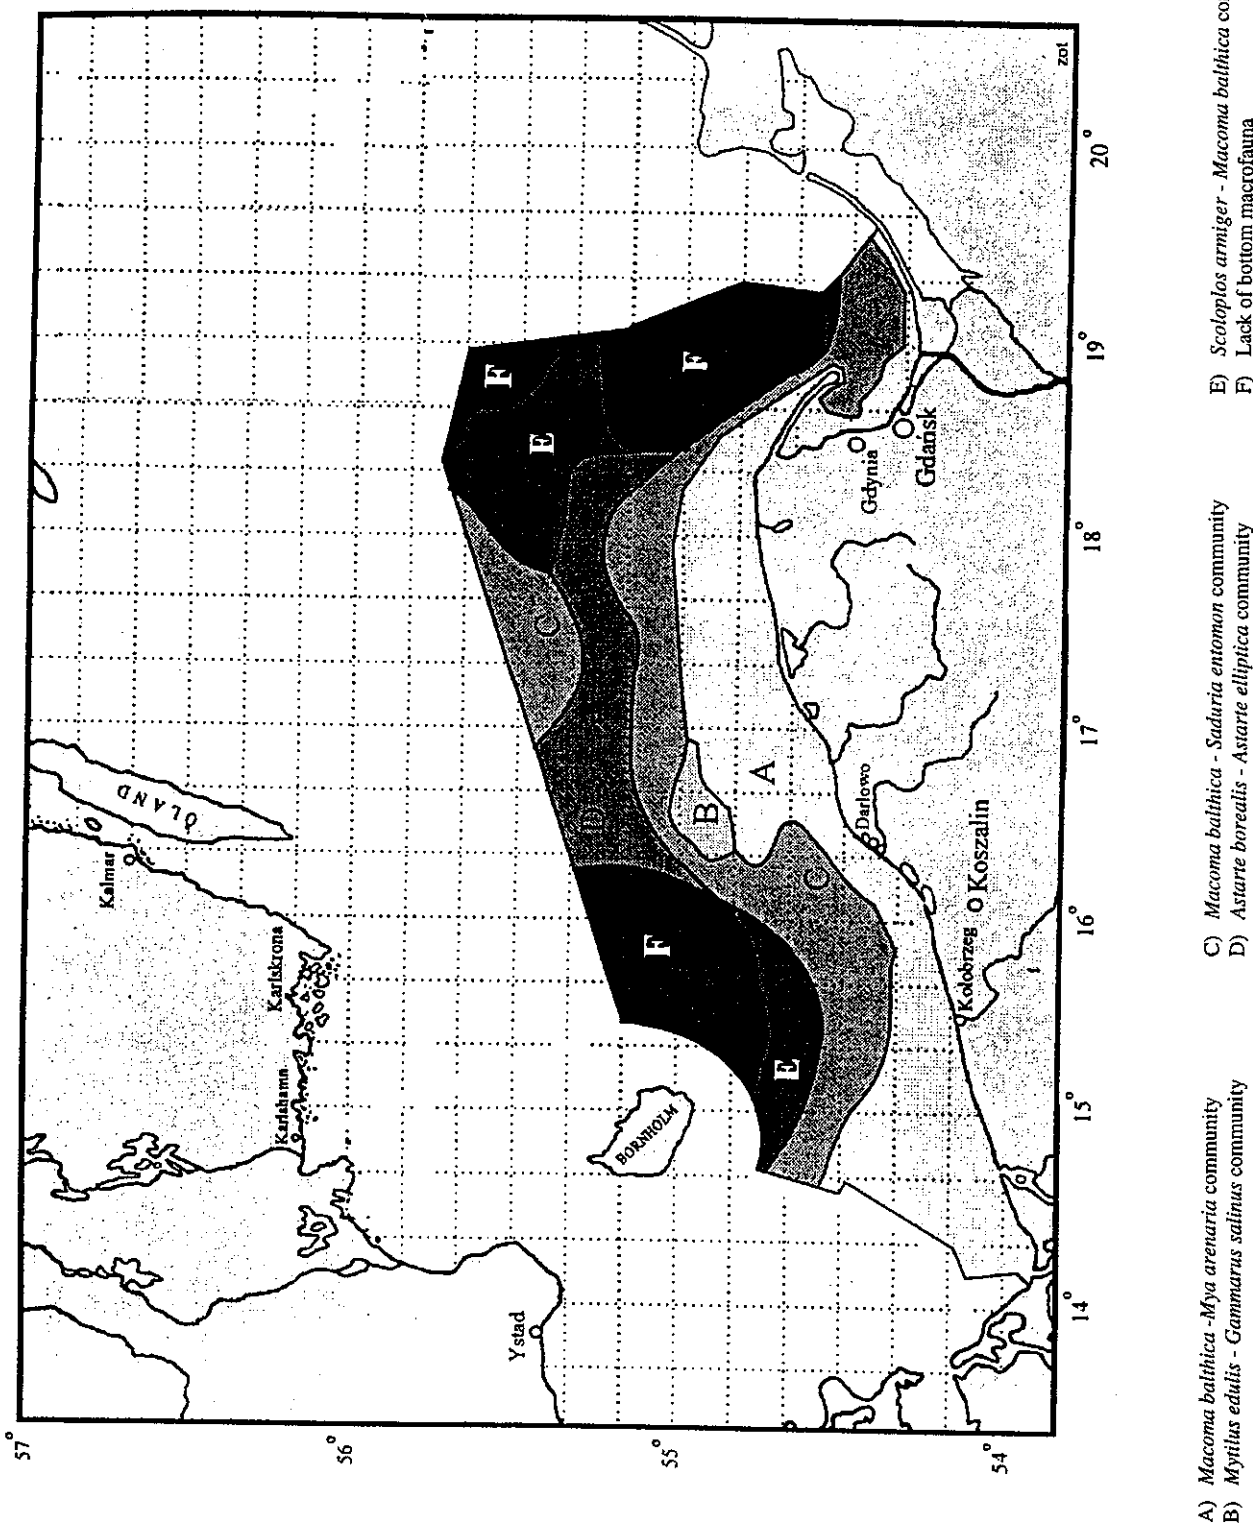 57°
56°
55°
54°
14°
15°
16°
17°
18°
19°
20°
Kalmar
ÖLAND
Karlskrona
Karlshamn
Ystad
BORNHOLM
Kołobrzeg
Koszalin
Darłowo
Gdynia
Gdańsk
A
B
C
C
D
E
E
F
F
F
zbt
A) Macoma balthica -Mya arenaria community
B) Mytilus edulis - Gammarus salinus community
C) Macoma balthica - Saduria entomon community
D) Astarte borealis - Astarte elliptica community
E) Scoloplos armiger - Macoma balthica co
F) Lack of bottom macrofauna